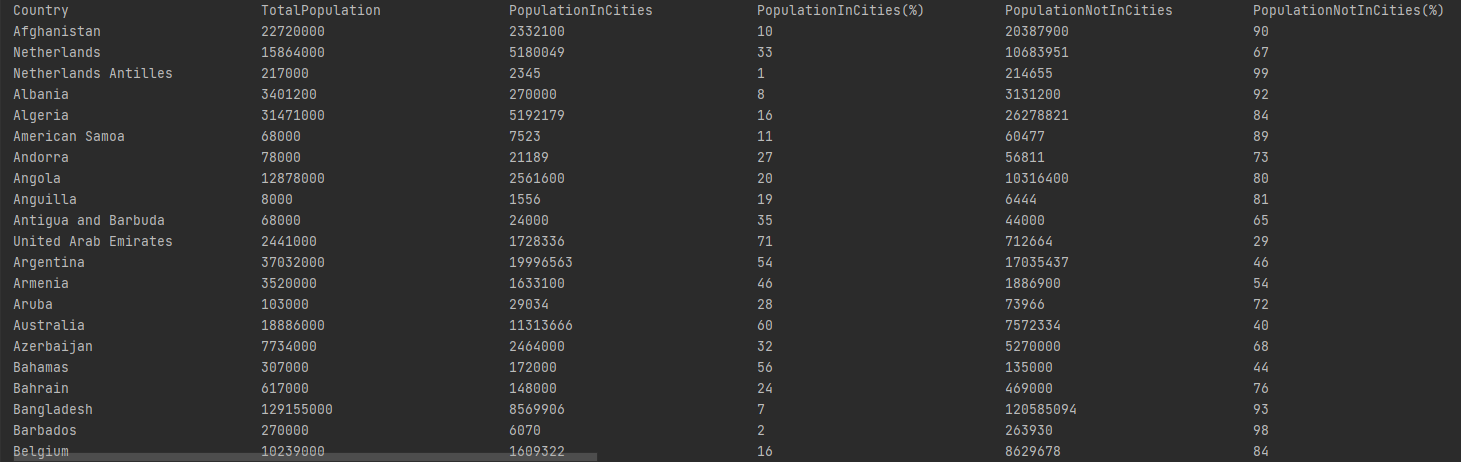 Country TotalPopulation PopulationInCities PopulationInCities(%) PopulationNotInCities PopulationNotInCities(%)
Afghanistan 22720000 2332100 10 20387900 90
Netherlands 15864000 5180049 33 10683951 67
Netherlands Antilles 217000 2345 1 214655 99
Albania 3401200 270000 8 3131200 92
Algeria 31471000 5192179 16 26278821 84
American Samoa 68000 7523 11 60477 89
Andorra 78000 21189 27 56811 73
Angola 12878000 2561600 20 10316400 80
Anguilla 8000 1556 19 6444 81
Antigua and Barbuda 68000 24000 35 44000 65
United Arab Emirates 2441000 1728336 71 712664 29
Argentina 37032000 19996563 54 17035437 46
Armenia 3520000 1633100 46 1886900 54
Aruba 103000 29034 28 73966 72
Australia 18886000 11313666 60 7572334 40
Azerbaijan 7734000 2464000 32 5270000 68
Bahamas 307000 172000 56 135000 44
Bahrain 617000 148000 24 469000 76
Bangladesh 129155000 8569906 7 120585094 93
Barbados 270000 6070 2 263930 98
Belgium 10239000 1609322 16 8629678 84